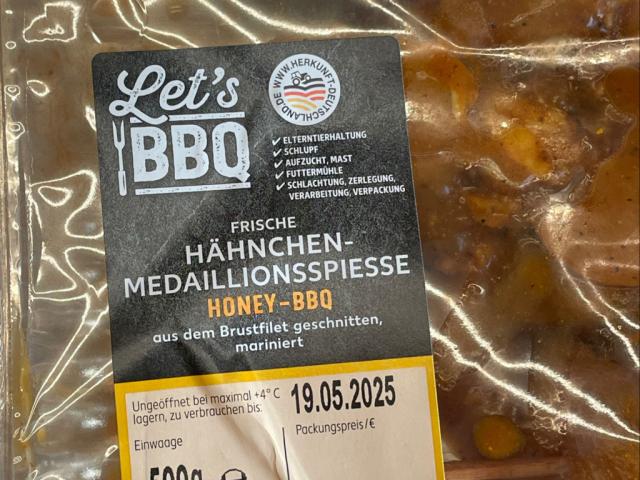 Let's
BBQ
WWW.HERKUNFT-DEUTSCHLAND.DE
✓ ELTERNTIERHALTUNG
✓ SCHLUPF
✓ AUFZUCHT, MAST
✓ FUTTERMÜHLE
✓ SCHLACHTUNG, ZERLEGUNG,
VERARBEITUNG, VERPACKUNG
FRISCHE
HÄHNCHEN-
MEDAILLIONSSPIESSE
HONEY-BBQ
aus dem Brustfilet geschnitten,
mariniert
Ungeöffnet bei maximal +4° C
lagern, zu verbrauchen bis:
19.05.2025
Einwaage
Packungspreis/€
500g e